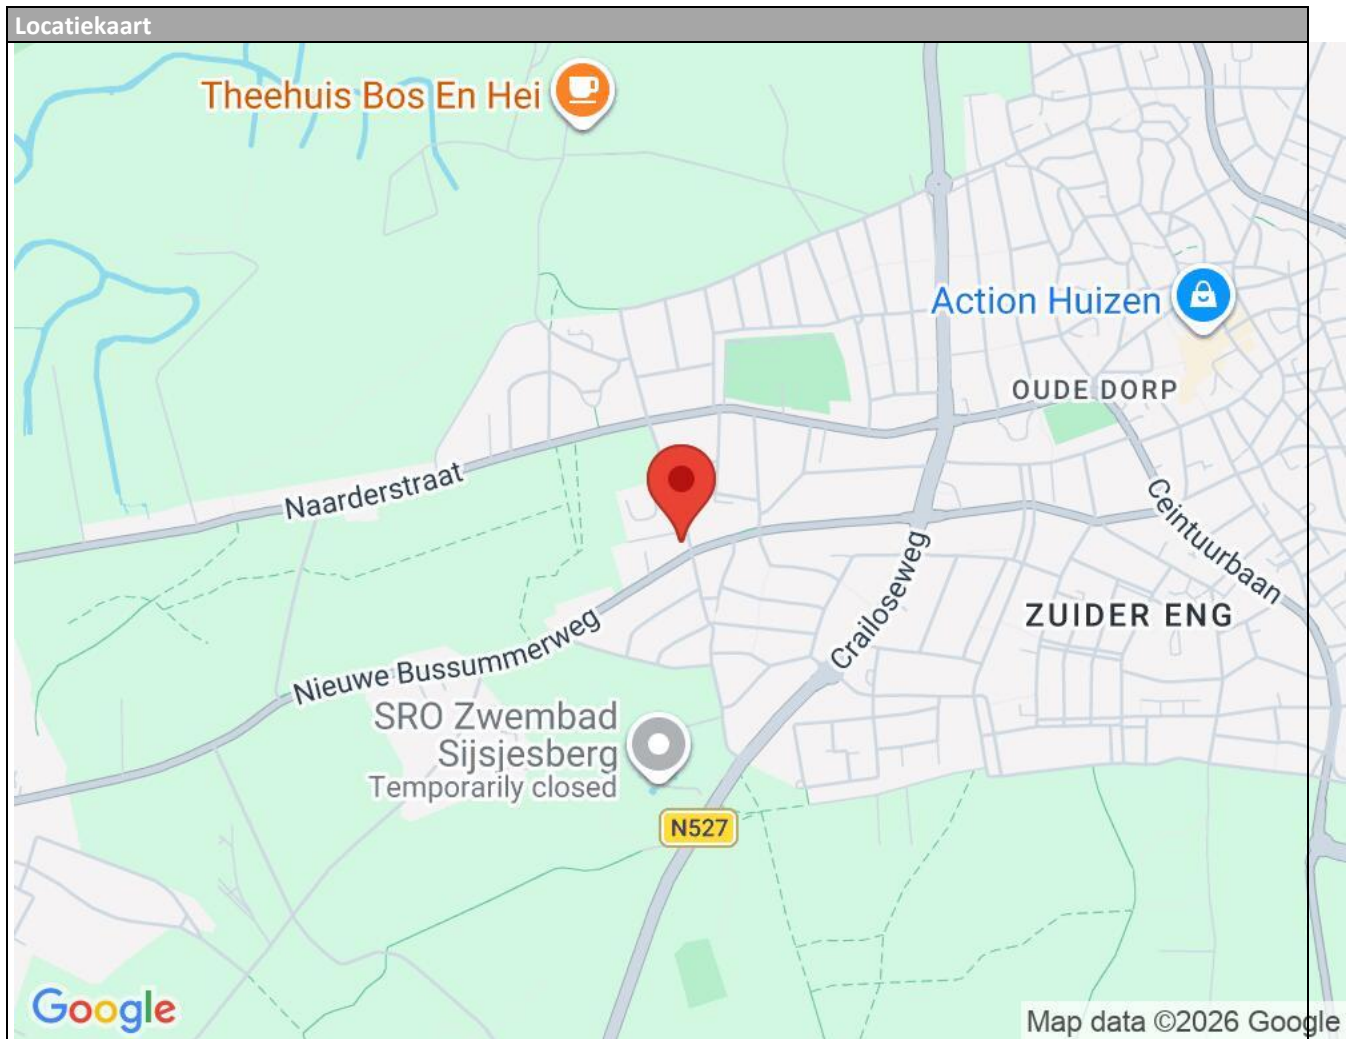 Locatiekaart
Theehuis Bos En Hei
Action Huizen
OUDE DORP
Naarderstraat
Ceintuurbaan
Crailoseweg
ZUIDER ENG
Nieuwe Bussummerweg
SRO Zwembad
Sijsjesberg
Temporarily closed
N527
Google
Map data ©2026 Google